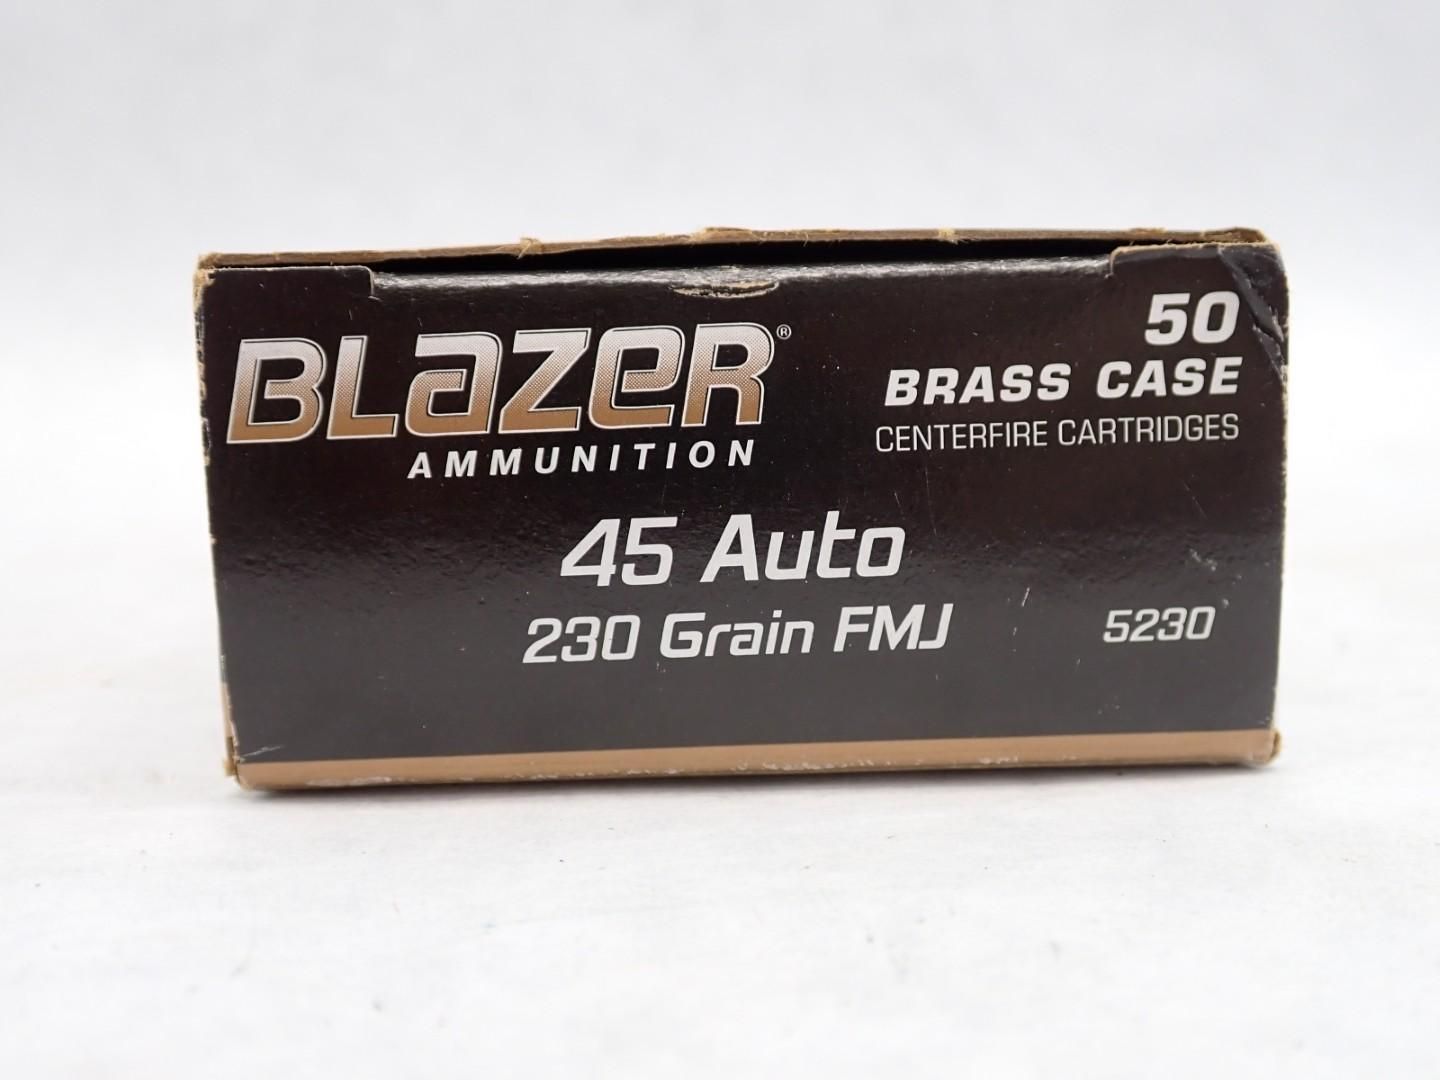 BLAZER®
AMMUNITION
50
BRASS CASE
CENTERFIRE CARTRIDGES
45 Auto
230 Grain FMJ
5230